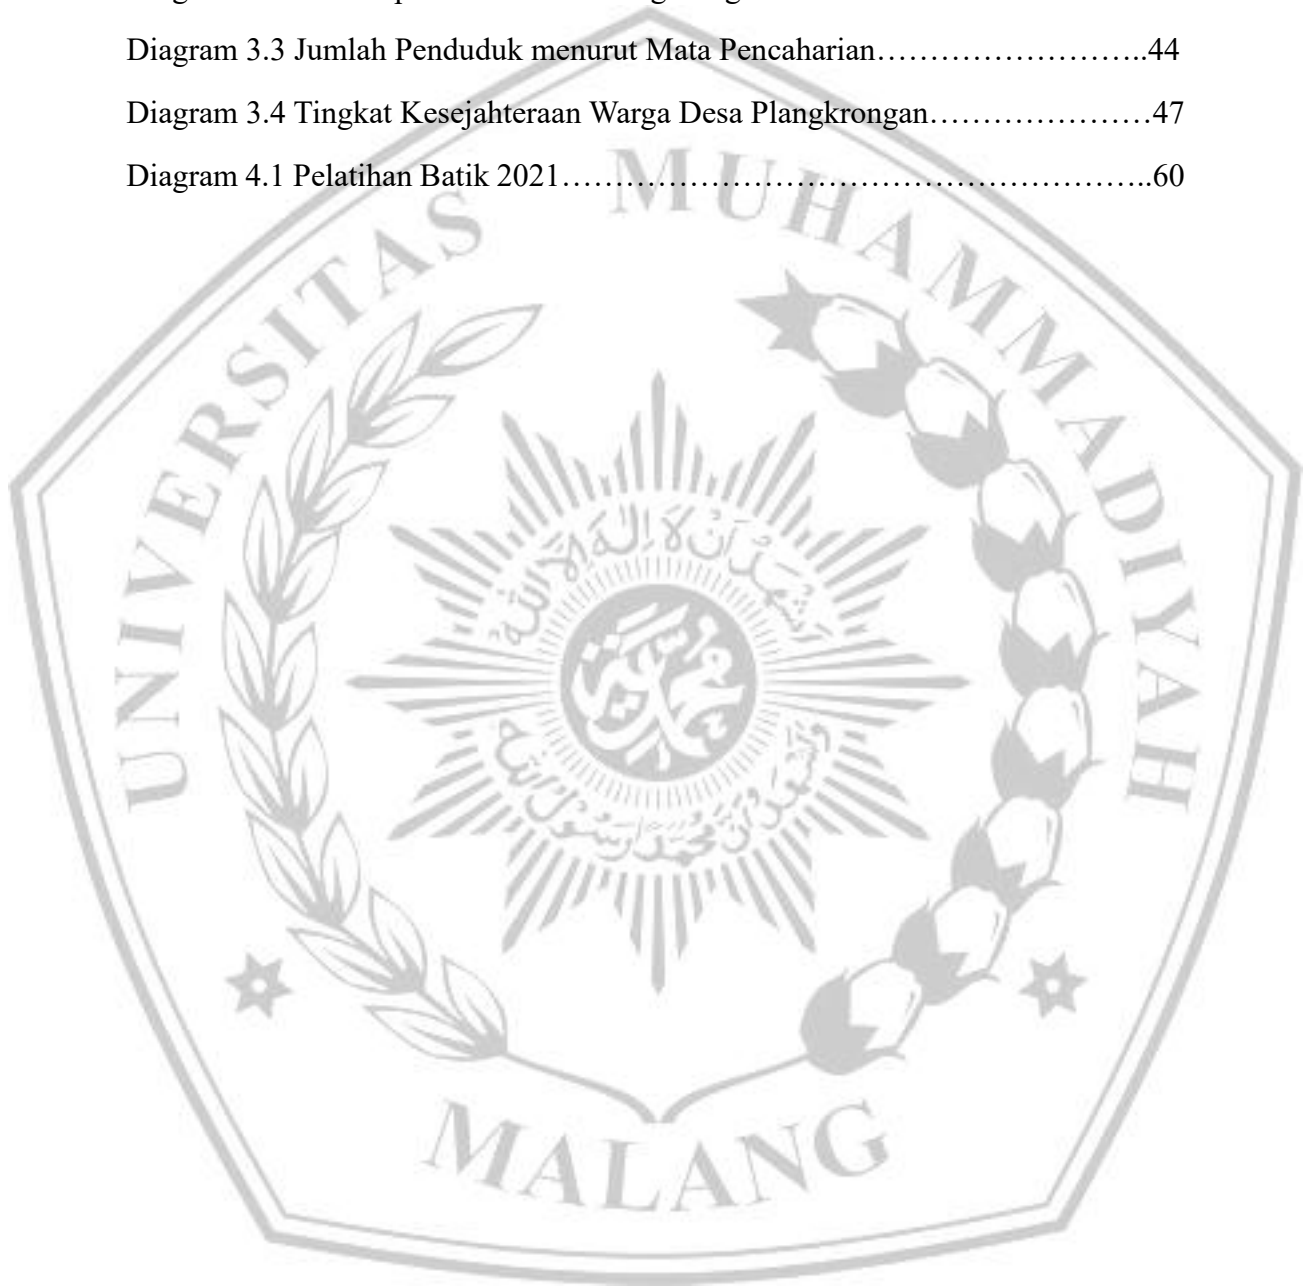 Diagram 3.3 Jumlah Penduduk menurut Mata Pencaharian……………………..44
Diagram 3.4 Tingkat Kesejahteraan Warga Desa Plangkrongan…………………47
Diagram 4.1 Pelatihan Batik 2021………………………………………………..60
UNIVERSITAS MUHAMMADIYAH
MALANG